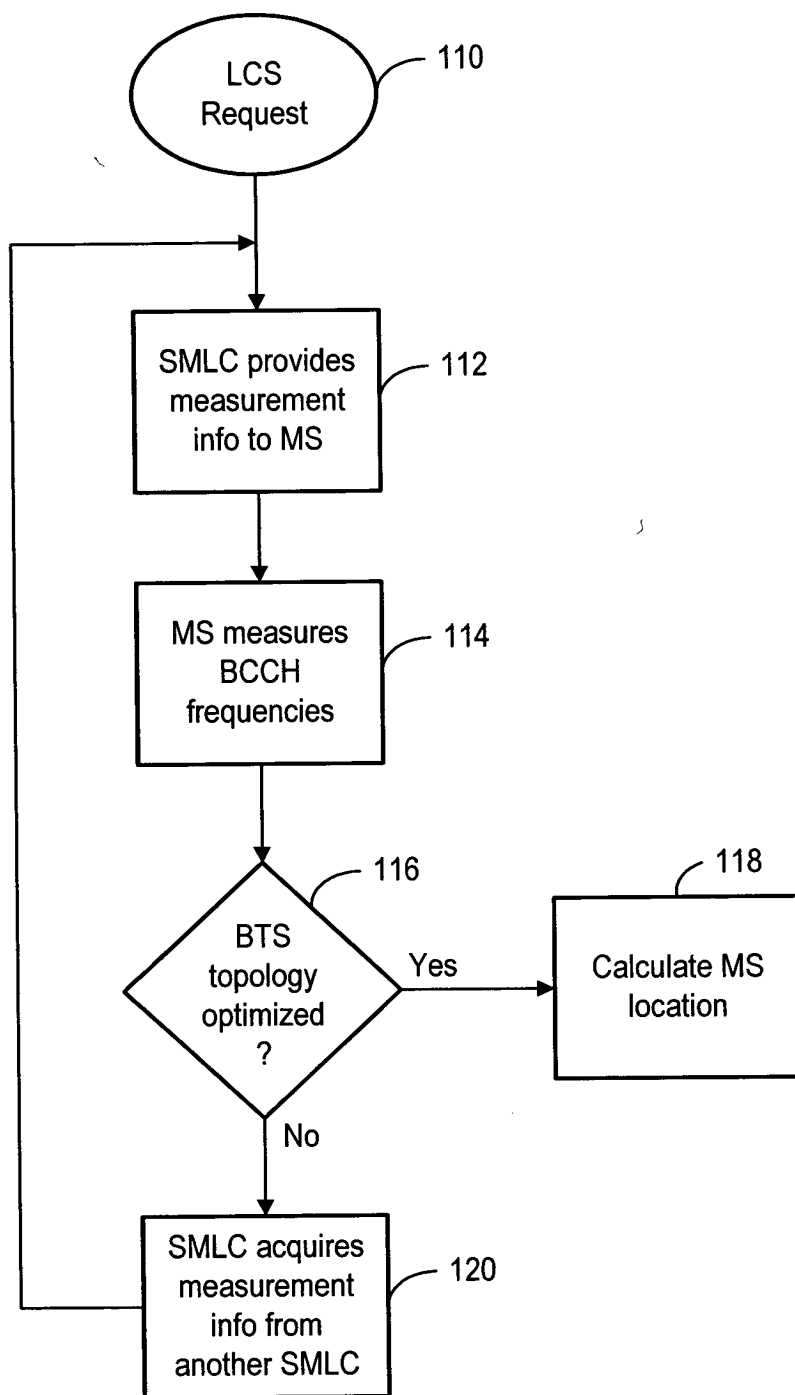 LCS
Request
110
SMLC provides
measurement
info to MS
112
MS measures
BCCH
frequencies
114
BTS
topology
optimized
?
116
Yes
Calculate MS
location
118
No
SMLC acquires
measurement
info from
another SMLC
120